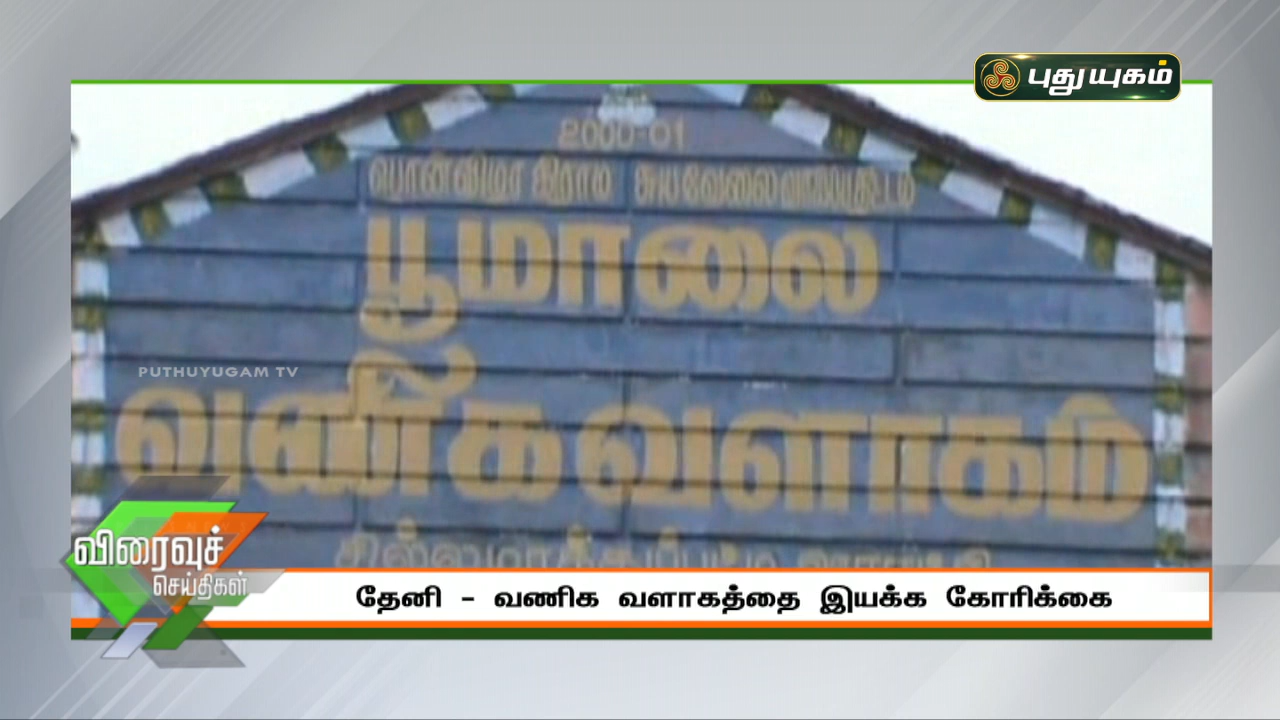 புதுயுகம்
2000-01
பொன்விழா கிராம சுயவேலைவாய்ப்புதிட்டம்
பூமாலை
PUTHUYUGAM TV
வணிகவளாகம்
விரைவுச்
செய்திகள்
தேனி - வணிக வளாகத்தை இயக்க கோரிக்கை